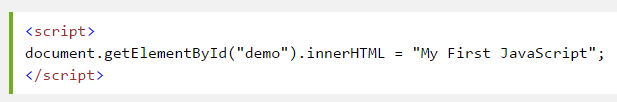 <script>
document.getElementById("demo").innerHTML = "My First JavaScript";
</script>